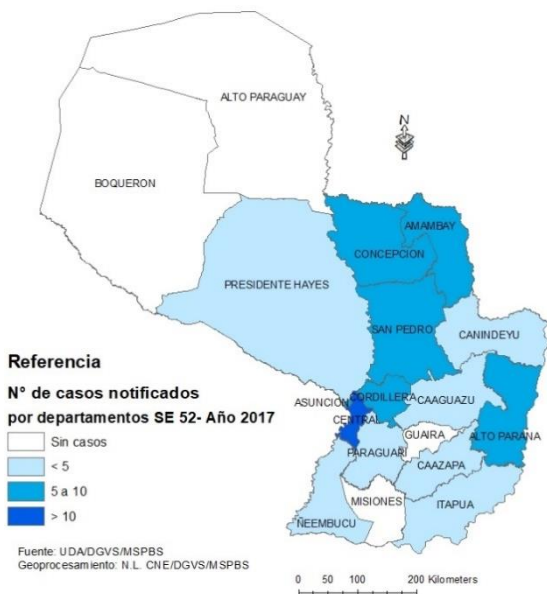 ALTO PARAGUAY
N
BOQUERON
AMAMBAY
CONCEPCION
PRESIDENTE HAYES
SAN PEDRO
CANINDEYU
Referencia
N° de casos notificados
por departamentos SE 52- Año 2017
Sin casos
< 5
5 a 10
> 10
ASUNCION
CORDILLERA
CAAGUAZU
CENTRAL
GUAIRA
ALTO PARANA
PARAGUARI
CAAZAPA
MISIONES
ITAPUA
ÑEEMBUCU
Fuente: UDA/DGVS/MSPBS
Geoprocesamiento: N.L. CNE/DGVS/MSPBS
0 50 100 200 Kilometers